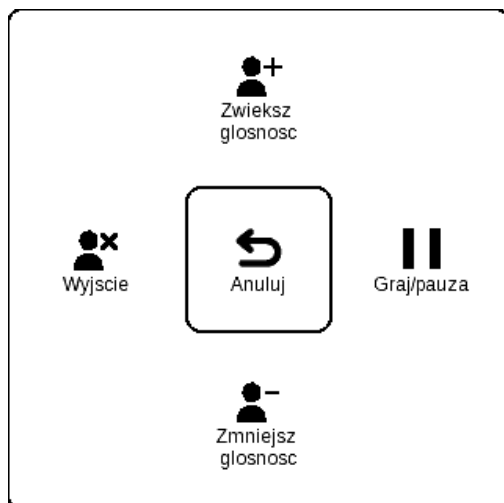 Zwieksz
glosnosc
Wyjscie
Anuluj
Graj/pauza
Zmniejsz
glosnosc